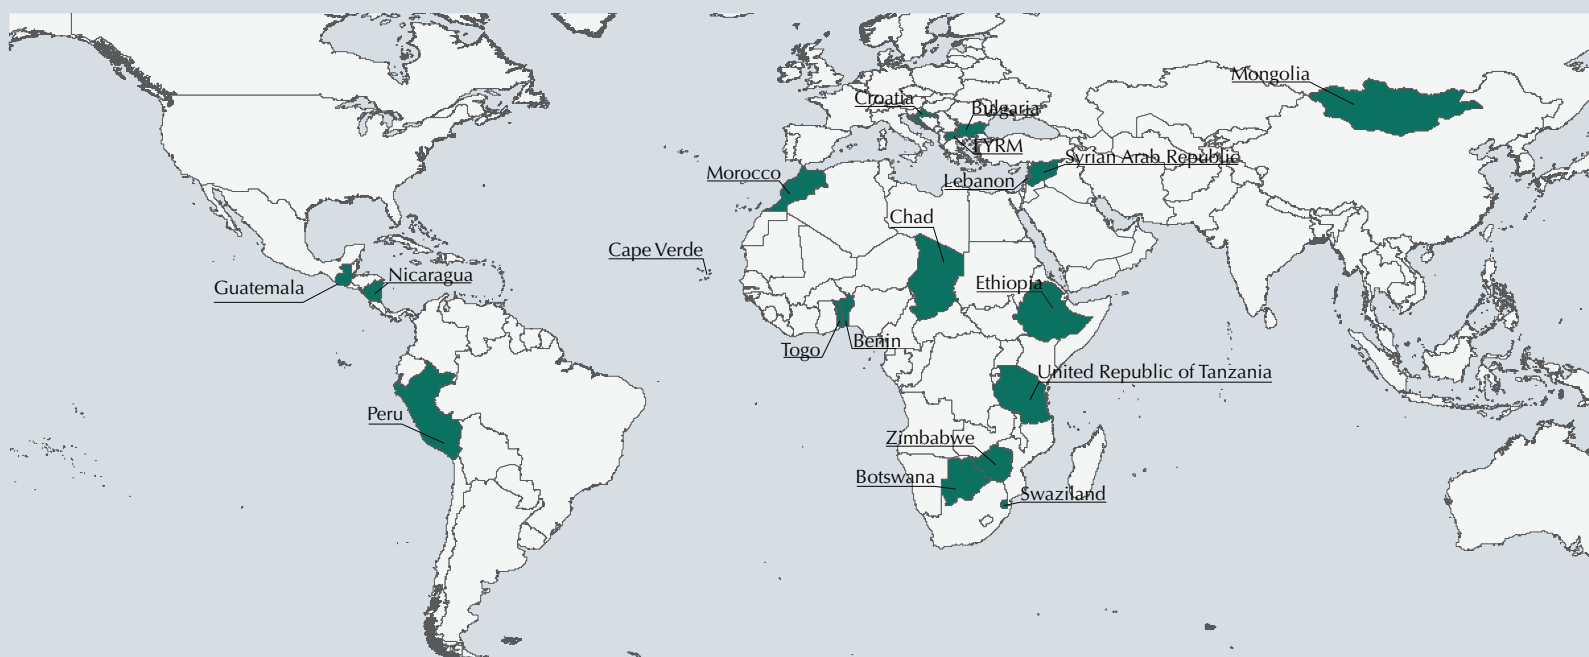 Mongolia
Croatia
Bulgaria
FYRM
Syrian Arab Republic
Morocco
Lebanon
Chad
Cape Verde
Nicaragua
Ethiopia
Guatemala
Togo
Benin
United Republic of Tanzania
Peru
Zimbabwe
Botswana
Swaziland